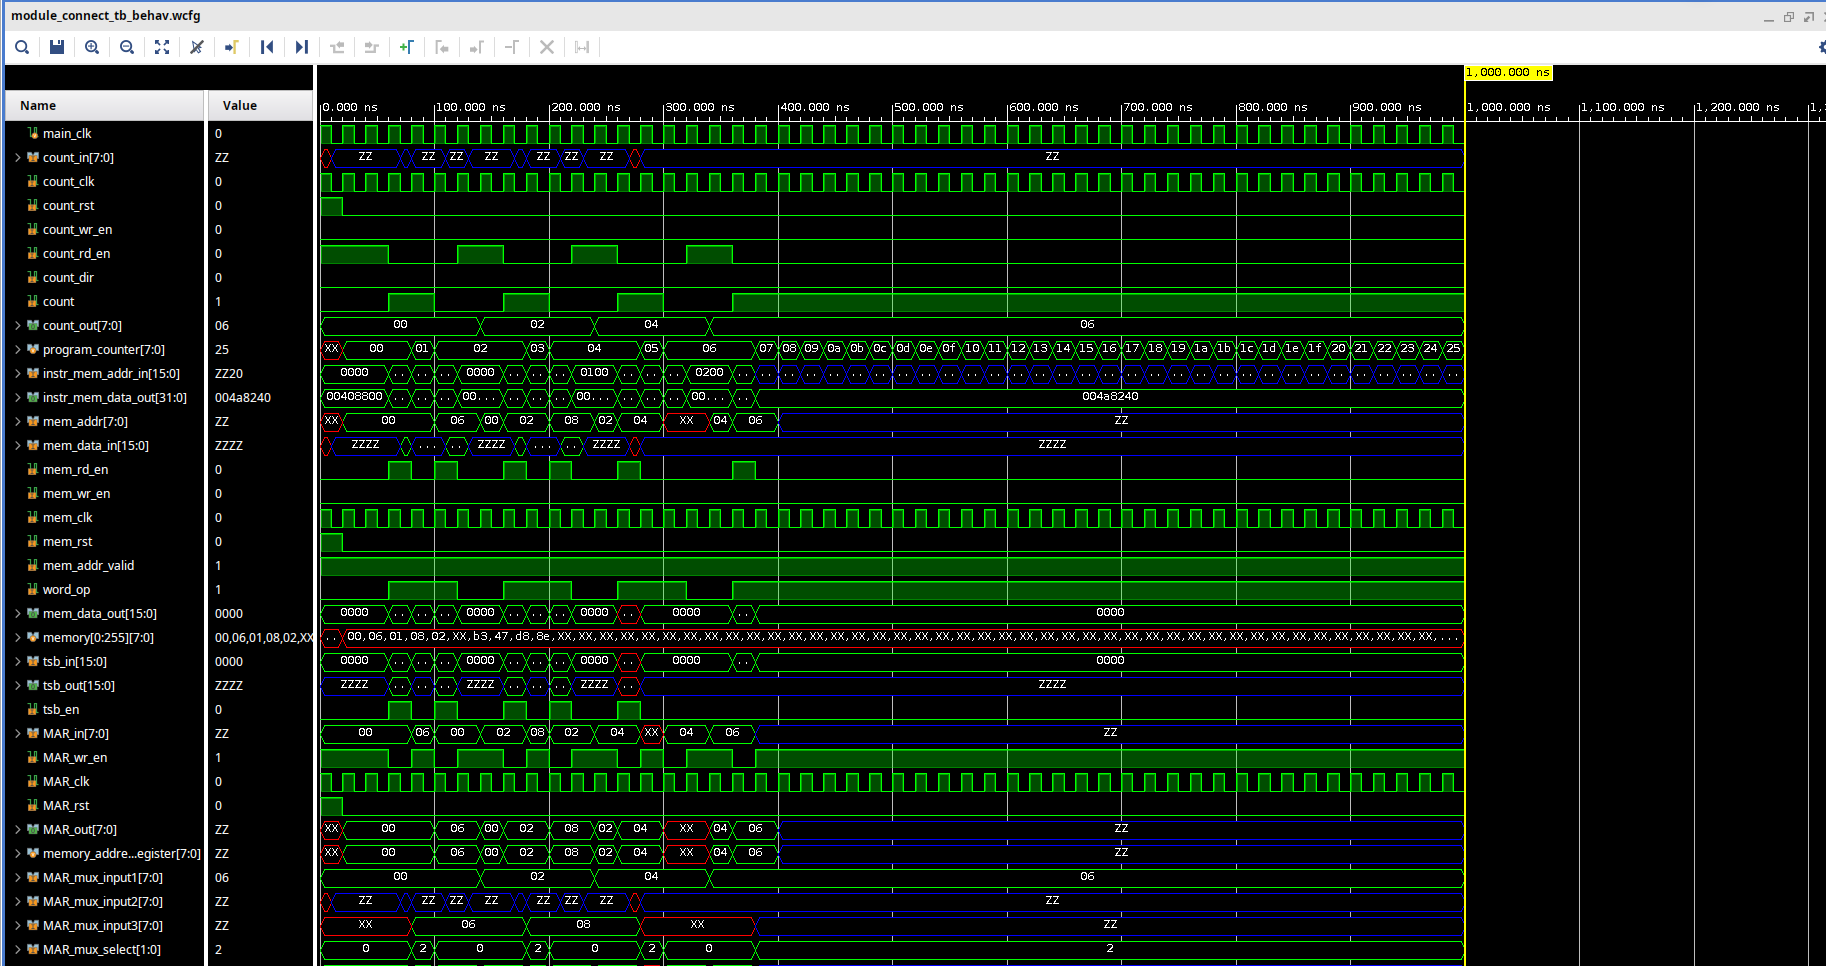 module_connect_tb_behav.wcfg
1,000.000 ns
Name Value 0.000 ns 100.000 ns 200.000 ns 300.000 ns 400.000 ns 500.000 ns 600.000 ns 700.000 ns 800.000 ns 900.000 ns 1,000.000 ns 1,100.000 ns 1,200.000 ns
main_clk 0
count_in[7:0] ZZ ZZ ZZ ZZ ZZ ZZ ZZ ZZ ZZ
count_clk 0
count_rst 0
count_wr_en 0
count_rd_en 0
count_dir 0
count 1
count_out[7:0] 06 00 02 04 06
program_counter[7:0] 25 XX 00 01 02 03 04 05 06 07 08 09 0a 0b 0c 0d 0e 0f 10 11 12 13 14 15 16 17 18 19 1a 1b 1c 1d 1e 1f 20 21 22 23 24 25
instr_mem_addr_in[15:0] ZZ20 0000 .. .. 0000 .. .. 0100 .. .. 0200
instr_mem_data_out[31:0] 004a8240 00408800 .. .. 00... .. .. 00... .. .. 00... .. 004a8240
mem_addr[7:0] ZZ XX 00 06 00 02 08 02 04 XX 04 06 ZZ
mem_data_in[15:0] ZZZZ ZZZZ ... .. ZZZZ ... .. ZZZZ ZZZZ
mem_rd_en 0
mem_wr_en 0
mem_clk 0
mem_rst 0
mem_addr_valid 1
word_op 1
mem_data_out[15:0] 0000 0000 .. .. .. 0000 .. .. .. 0000 .. 0000 .. 0000
memory[0:255][7:0] 00,06,01,08,02,XX .. 00,06,01,08,02,XX,b3,47,d8,8e,XX,XX,XX,XX,XX,XX,XX,XX,XX,XX,XX,XX,XX,XX,XX,XX,XX,XX,XX,XX,XX,XX,XX,XX,XX,XX,XX,XX,XX,XX,XX,XX,...
tsb_in[15:0] 0000 0000 .. .. .. 0000 .. .. .. 0000 .. 0000 .. 0000
tsb_out[15:0] ZZZZ ZZZZ .. .. .. ZZZZ .. .. .. ZZZZ .. ZZZZ
tsb_en 0
MAR_in[7:0] ZZ 00 06 00 02 08 02 04 XX 04 06 ZZ
MAR_wr_en 1
MAR_clk 0
MAR_rst 0
MAR_out[7:0] ZZ XX 00 06 00 02 08 02 04 XX 04 06 ZZ
memory_addre...egister[7:0] ZZ XX 00 06 00 02 08 02 04 XX 04 06 ZZ
MAR_mux_input1[7:0] 06 00 02 04 06
MAR_mux_input2[7:0] ZZ ZZ ZZ ZZ ZZ ZZ ZZ ZZ ZZ
MAR_mux_input3[7:0] ZZ XX 06 08 XX ZZ
MAR_mux_select[1:0] 2 0 2 0 2 0 2 0 2